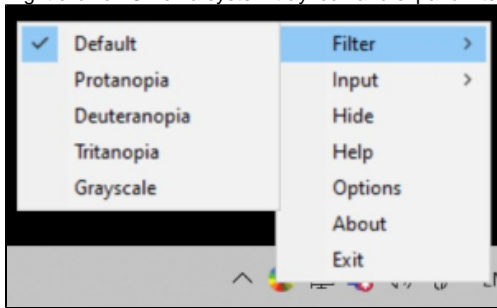 Default
Protanopia
Deuteranopia
Tritanopia
Grayscale
Filter
Input
Hide
Help
Options
About
Exit